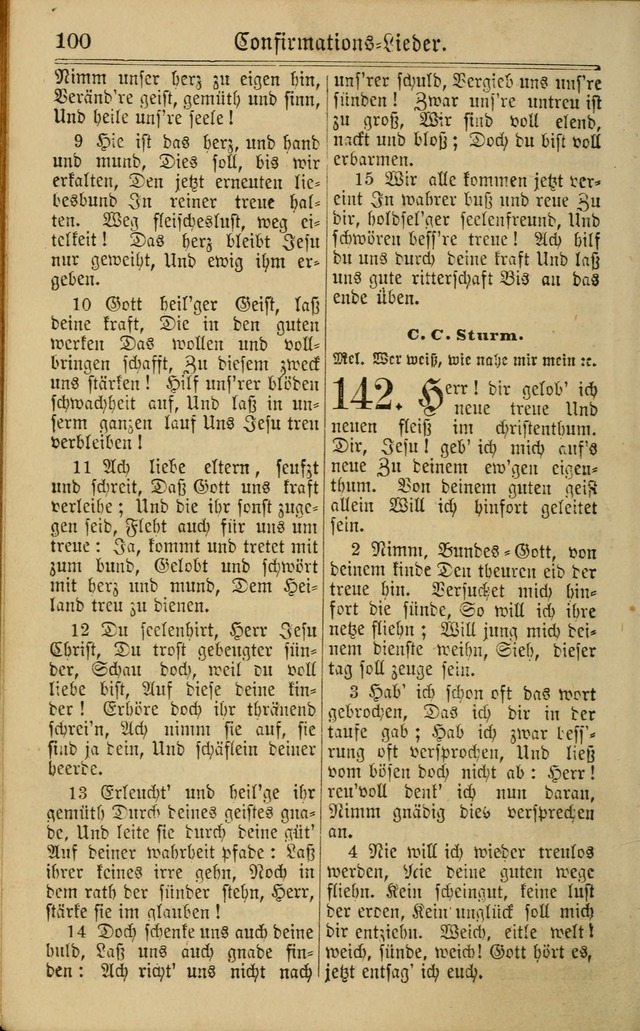 100 Confirmations-Lieder.
Nimm unser herz zu eigen hin,
Veränd're geist, gemüth und sinn,
Und heile uns're seele!
9 Hie ist das herz, und hand
und mund, Dies soll, bis wir
erkalten, Den jetzt erneuten lie-
besbund In reiner treue hal-
ten. Weg fleischeslust, weg ei-
telkeit! Das herz bleibt Jesu
nur geweiht, Und ewig ihm er-
geben.
10 Gott heil'ger Geist, laß
deine kraft, Die in den guten
werken Das wollen und voll-
bringen schafft, Zu diesem zweck
uns stärken! Hilf unsrer blöden
schwachheit auf, Und laß in un-
serm ganzen lauf Uns Jesu treu
verbleiben!
11 Ach liebe eltern, seufzt
und schreit, Daß Gott uns kraft
verleihe; Und die ihr sonst zuge-
gen seid, Fleht auch für uns um
treue: Ja, kommt und tretet mit
zum bund, Gelobt und schwört
mit herz und mund, Dem Hei-
land treu zu dienen.
12 Du seelenhirt, Herr Jesu
Christ, Du trost gebeugter sün-
der, Schau doch, weil du voll
liebe bist, Auf diese deine kin-
der! Erhöre doch ihr thränend
schrei'n, Ach nimm sie auf, sie
sind ja dein, Und schäflein deiner
heerde.
13 Erleucht' und heil'ge ihr
gemüth Durch deines geistes gna-
de, Und leite sie durch deine güt'
Auf deiner wahrheit pfade: Laß
ihrer keines irre gehn, Noch in
dem rath der sünder stehn, Herr,
stärke sie im glauben!
14 Doch schenke uns auch deine
huld, Laß uns auch gnade fin-
den: Ach richt' uns nicht nach
uns'rer schuld, Vergieb uns uns're
sünden! Zwar uns're untreu ist
zu groß, Wir sind voll elend,
nackt und bloß; Doch du bist voll
erbarmen.
15 Wir alle kommen jetzt ver-
eint In wahrer buß und reue Zu
dir, holdsel'ger seelenfreund, Und
schwören bess're treue! Ach hilf
du uns durch deine kraft Und laß
uns gute ritterschaft Bis an das
ende üben.
C. C. Sturm.
Mel. Wer weiß, wie nahe mir mein ꝛc.
142. Herr! dir gelob' ich
neue treue Und
neuen fleiß im christenthum.
Dir, Jesu! geb' ich mich auf's
neue Zu deinem ew'gen eigen-
thum. Von deinem guten geist
allein Will ich hinfort geleitet
sein.
2 Nimm, Bundes-Gott, von
deinem kinde Den theuren eid der
treue hin. Versuchet mich hin-
fort die sünde, So will ich ihre
netze fliehn; Will jung mich dei-
nem dienste weihn, Sieh, dieser
tag soll zeuge sein.
3 Hab' ich schon oft das wort
gebrochen, Das ich dir in der
taufe gab; Hab ich zwar bess'-
rung oft versprochen, Und ließ
vom bösen doch nicht ab: Herr!
reu'voll denk' ich nun daran,
Nimm gnädig dies versprechen
an.
4 Nie will ich wieder treulos
werden, Nie deine guten wege
fliehn. Kein scheingut, keine lust
der erden, Kein unglück soll mich
dir entziehn. Weich, eitle welt!
weich, sünde, weich! Gott hört es,
jetzt entsag' ich euch.